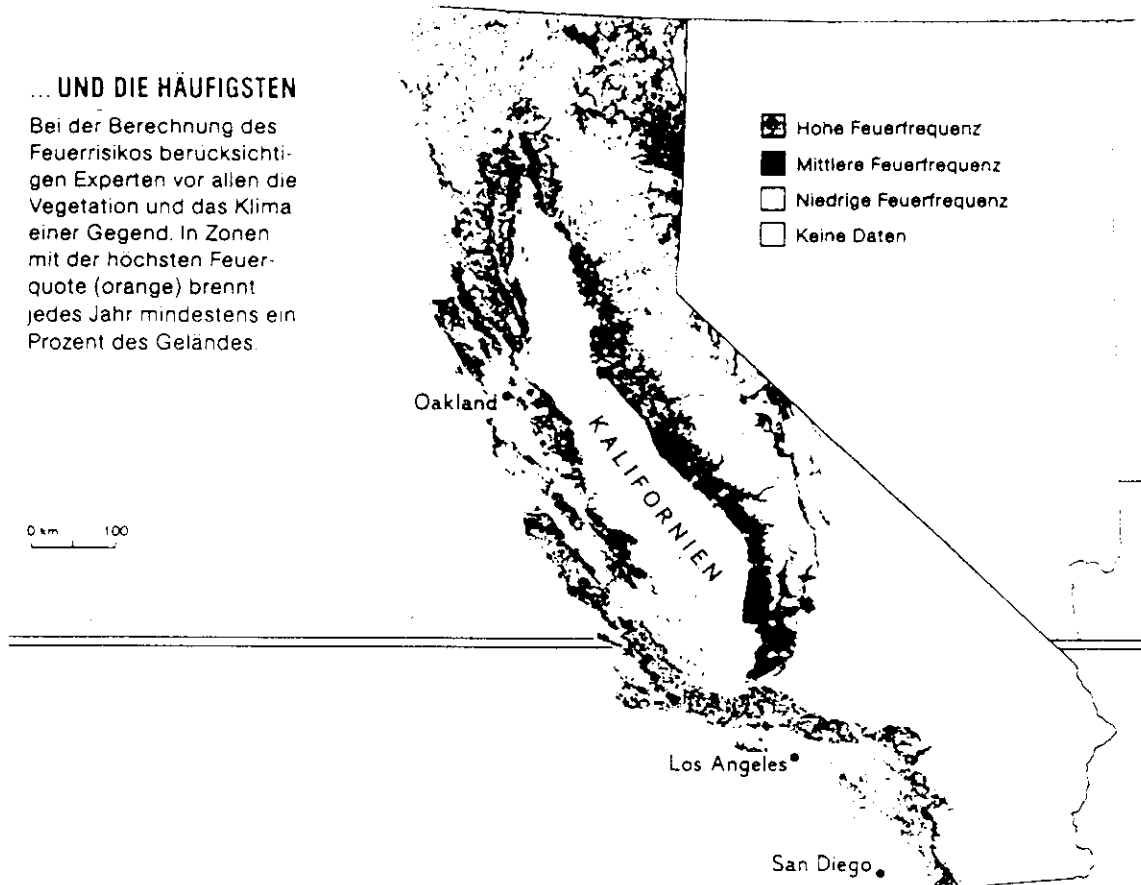 ... UND DIE HÄUFIGSTEN
Bei der Berechnung des
Feuerrisikos berücksichti-
gen Experten vor allen die
Vegetation und das Klima
einer Gegend. In Zonen
mit der höchsten Feuer-
quote (orange) brennt
jedes Jahr mindestens ein
Prozent des Geländes.
Hohe Feuerfrequenz
Mittlere Feuerfrequenz
Niedrige Feuerfrequenz
Keine Daten
Oakland
KALIFORNIEN
0 km 100
Los Angeles
San Diego